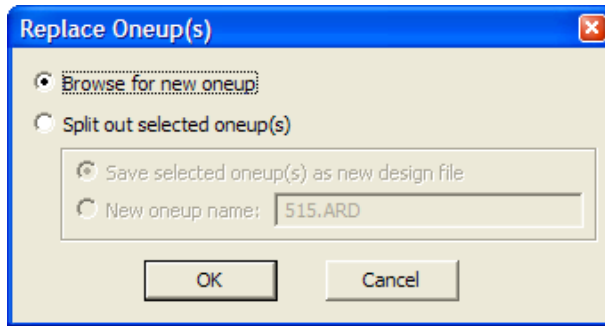 Replace Oneup(s)
Browse for new oneup
Split out selected oneup(s)
Save selected oneup(s) as new design file
New oneup name: 515.ARD
OK Cancel